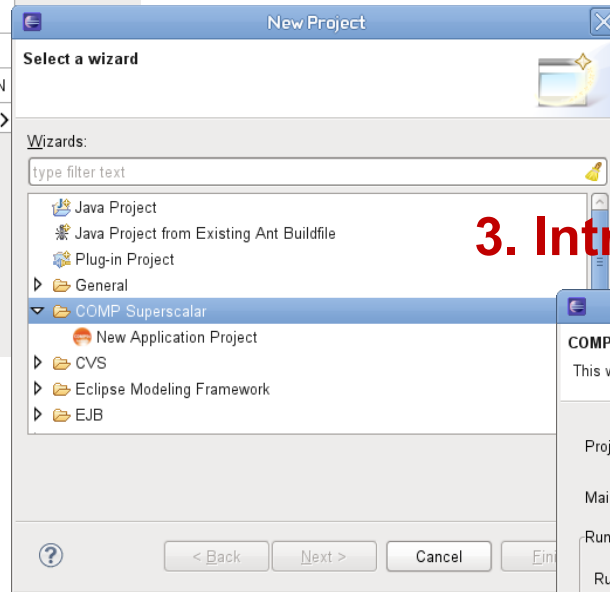 New Project
Select a wizard
N
Wizards:
type filter text
Java Project
Java Project from Existing Ant Buildfile
Plug-in Project
General
COMP Superscalar
New Application Project
CVS
Eclipse Modeling Framework
EJB
< Back Next > Cancel Fini
3. Intr
COMP
This w
Proj
Mai
Run
Ru